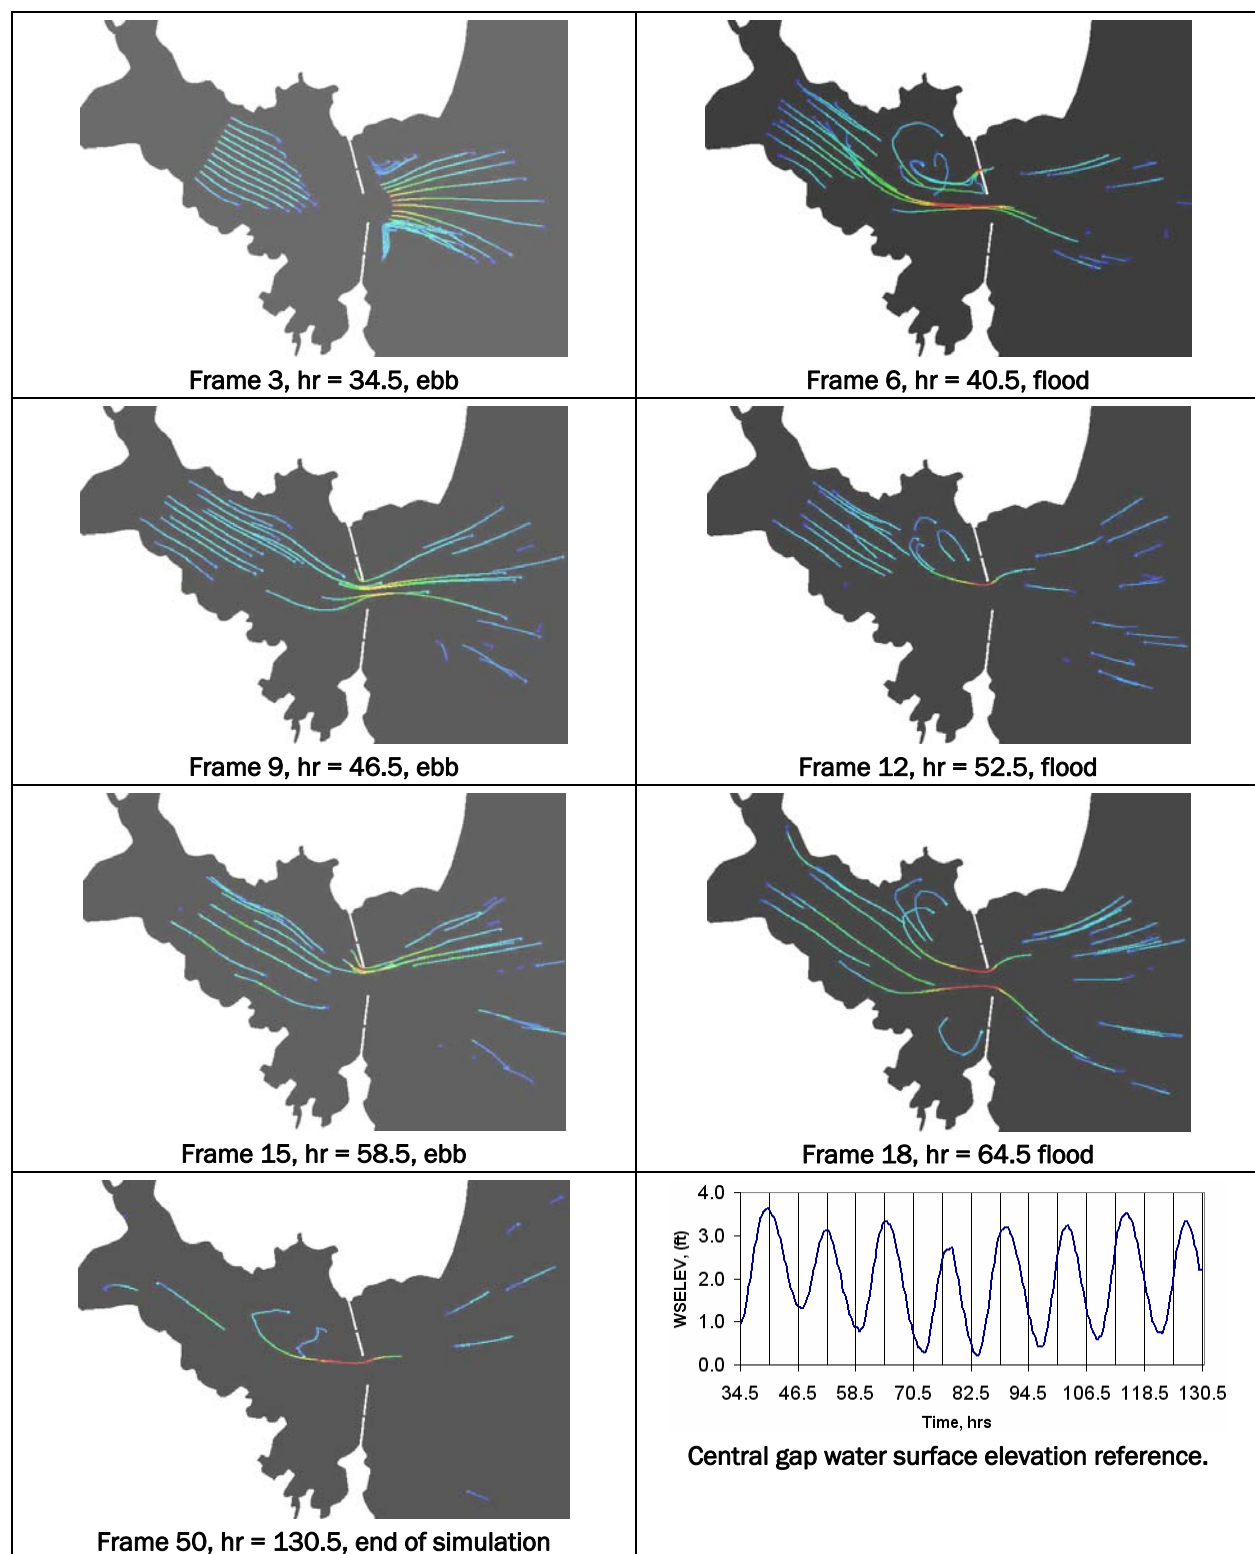 Frame 3, hr = 34.5, ebb
Frame 6, hr = 40.5, flood
Frame 9, hr = 46.5, ebb
Frame 12, hr = 52.5, flood
Frame 15, hr = 58.5, ebb
Frame 18, hr = 64.5 flood
Frame 50, hr = 130.5, end of simulation
WSELEV, (ft)
4.0
3.0
2.0
1.0
0.0
34.5 46.5 58.5 70.5 82.5 94.5 106.5 118.5 130.5
Time, hrs
Central gap water surface elevation reference.